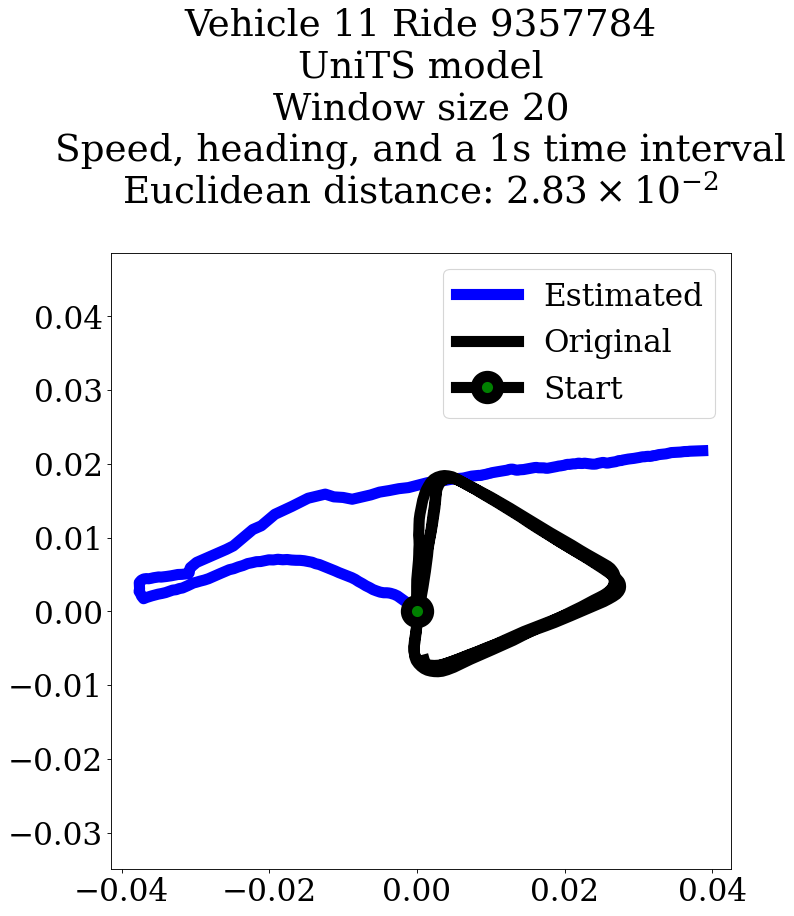 Vehicle 11 Ride 9357784
UniTS model
Window size 20
Speed, heading, and a 1s time interval
Euclidean distance: 2.83 × 10⁻²
Estimated
Original
Start
0.04
0.03
0.02
0.01
0.00
−0.01
−0.02
−0.03
−0.04 −0.02 0.00 0.02 0.04